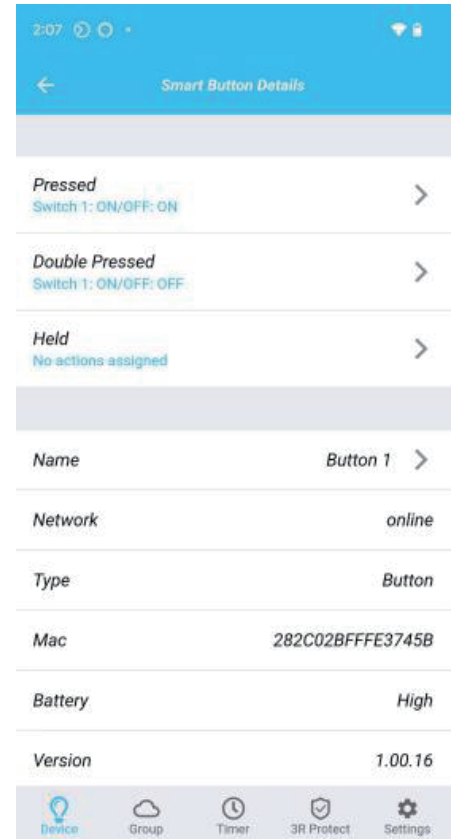 2:07
Smart Button Details
Pressed
Switch 1: ON/OFF: ON
Double Pressed
Switch 1: ON/OFF: OFF
Held
No actions assigned
Name Button 1
Network online
Type Button
Mac 282C02BFFFE3745B
Battery High
Version 1.00.16
Device Group Timer 3R Protect Settings